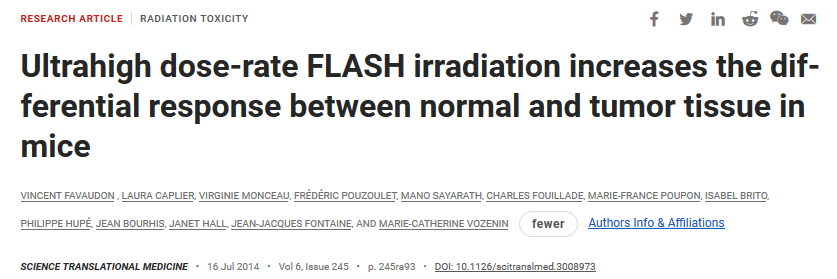 RESEARCH ARTICLE RADIATION TOXICITY
Ultrahigh dose-rate FLASH irradiation increases the dif-
ferential response between normal and tumor tissue in
mice
VINCENT FAVAUDON , LAURA CAPLIER, VIRGINIE MONCEAU, FRÉDÉRIC POUZOULET, MANO SAYARATH, CHARLES FOUILLADE, MARIE-FRANCE POUPON, ISABEL BRITO,
PHILIPPE HUPÉ, JEAN BOURHIS, JANET HALL, JEAN-JACQUES FONTAINE, AND MARIE-CATHERINE VOZENIN fewer Authors Info & Affiliations
SCIENCE TRANSLATIONAL MEDICINE • 16 Jul 2014 • Vol 6, Issue 245 • p. 245ra93 • DOI: 10.1126/scitranslmed.3008973